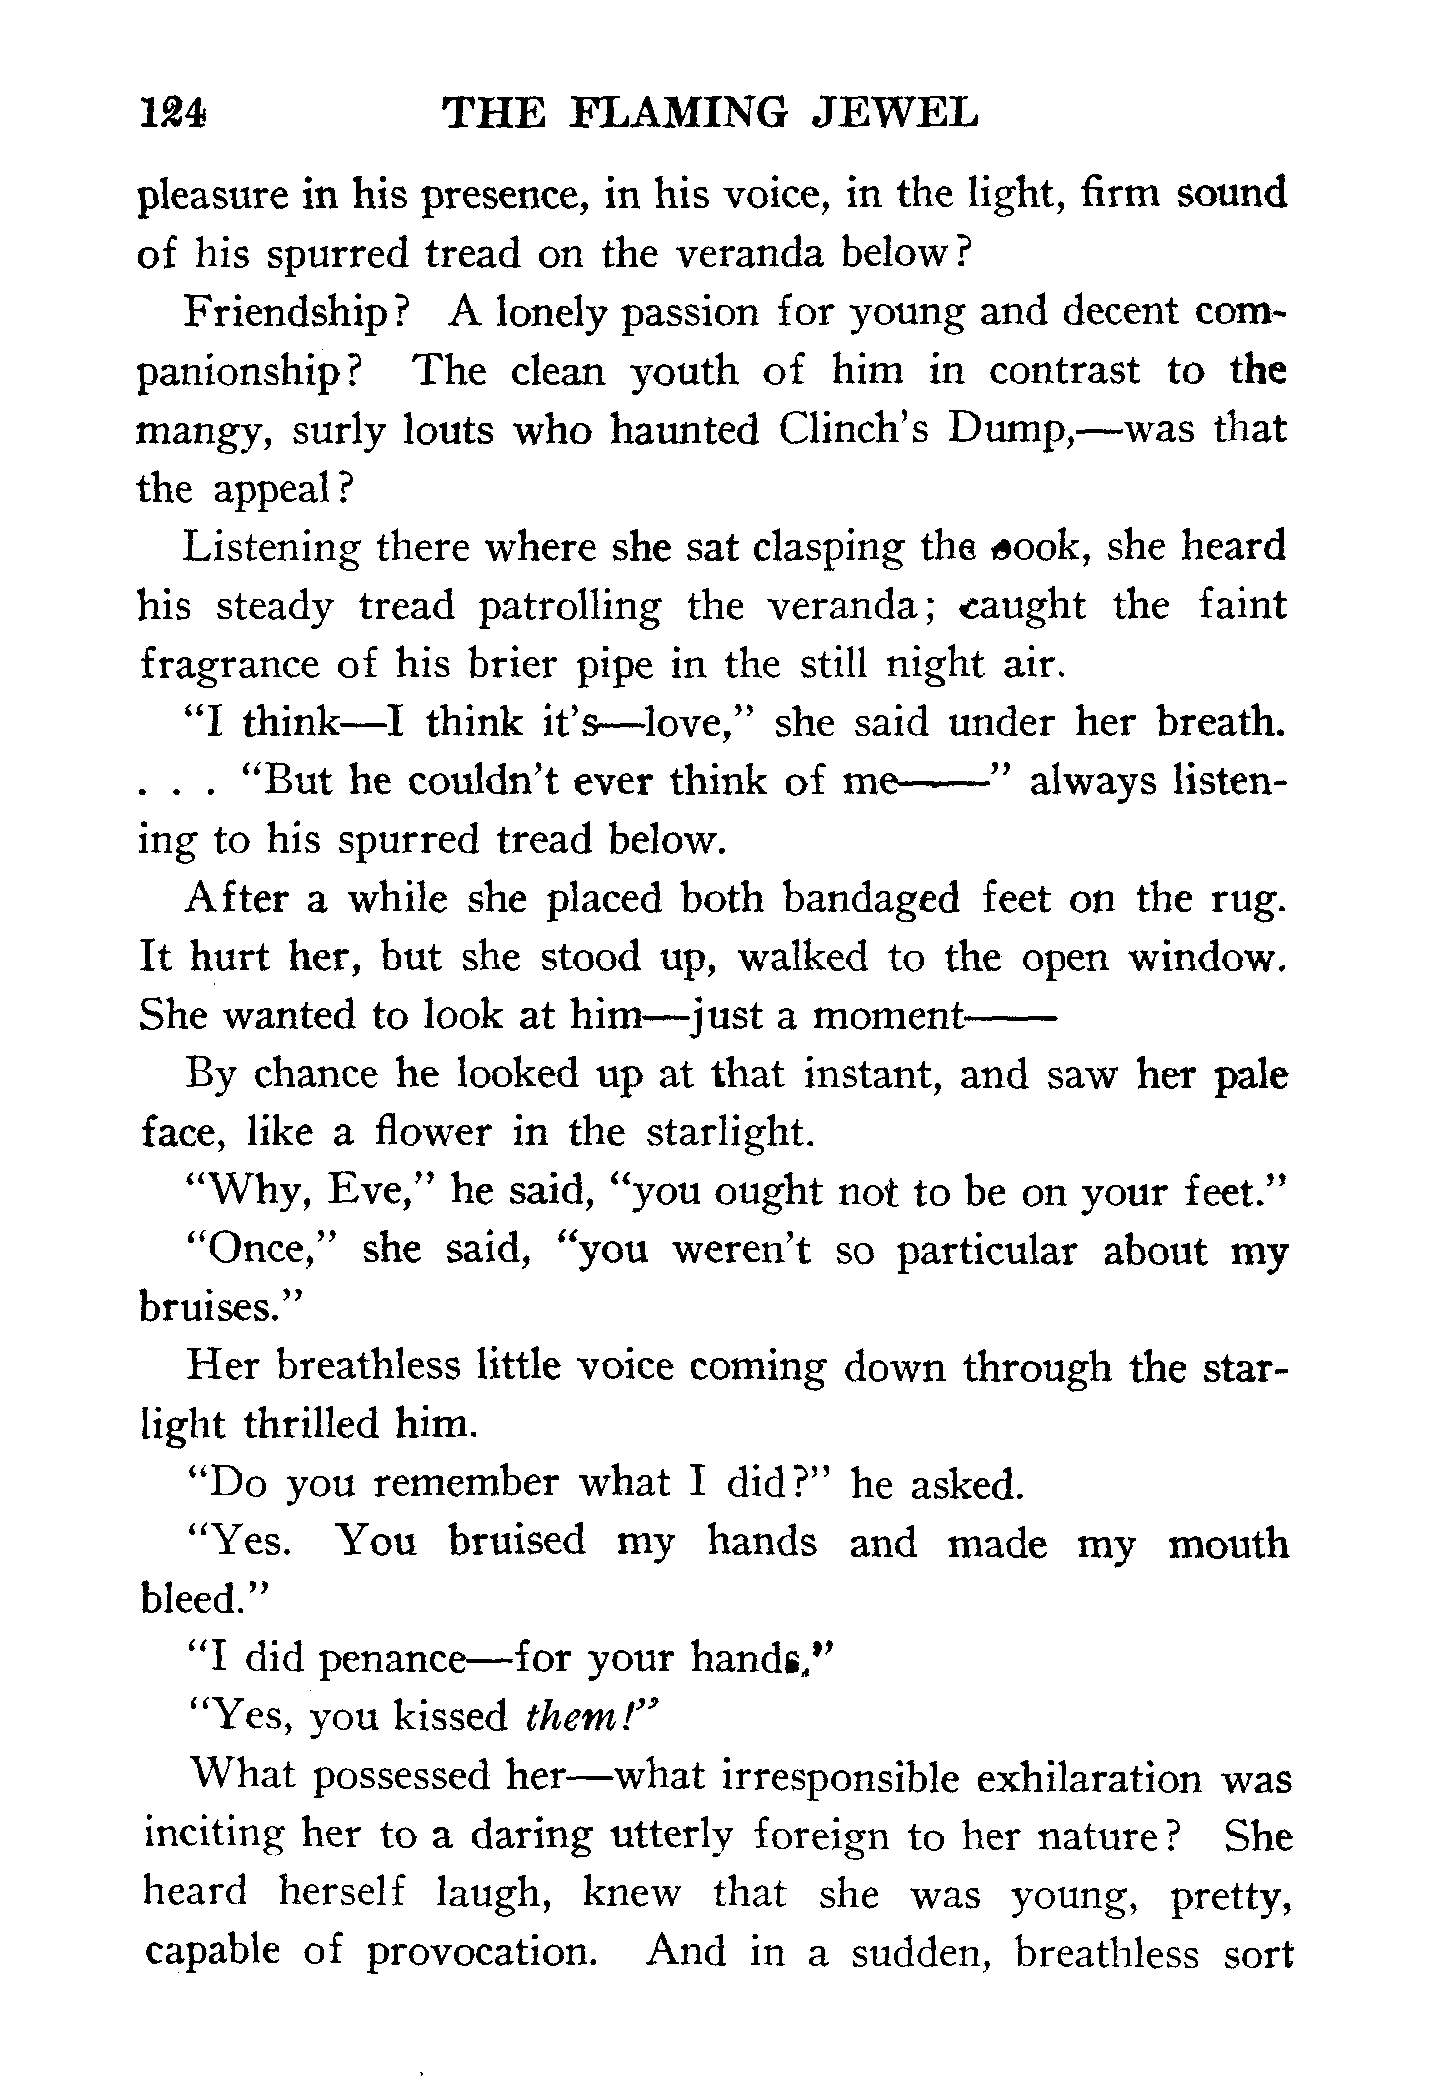 124 THE FLAMING JEWEL
pleasure in his presence, in his voice, in the light, firm sound
of his spurred tread on the veranda below?
Friendship? A lonely passion for young and decent com-
panionship? The clean youth of him in contrast to the
mangy, surly louts who haunted Clinch's Dump,—was that
the appeal?
Listening there where she sat clasping the book, she heard
his steady tread patrolling the veranda; caught the faint
fragrance of his brier pipe in the still night air.
“I think—I think it's—love,” she said under her breath.
. . . “But he couldn't ever think of me——” always listen-
ing to his spurred tread below.
After a while she placed both bandaged feet on the rug.
It hurt her, but she stood up, walked to the open window.
She wanted to look at him—just a moment——
By chance he looked up at that instant, and saw her pale
face, like a flower in the starlight.
“Why, Eve,” he said, “you ought not to be on your feet.”
“Once,” she said, “you weren't so particular about my
bruises.”
Her breathless little voice coming down through the star-
light thrilled him.
“Do you remember what I did?” he asked.
“Yes. You bruised my hands and made my mouth
bleed.”
“I did penance—for your hands.”
“Yes, you kissed them!”
What possessed her—what irresponsible exhilaration was
inciting her to a daring utterly foreign to her nature? She
heard herself laugh, knew that she was young, pretty,
capable of provocation. And in a sudden, breathless sort